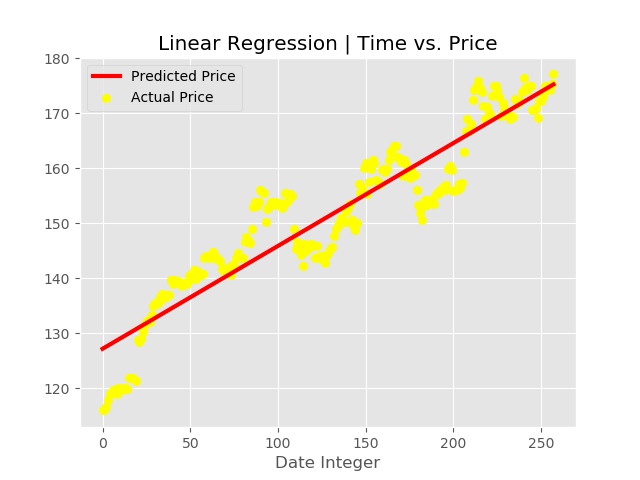 Linear Regression | Time vs. Price
Predicted Price
Actual Price
180
170
160
150
140
130
120
0 50 100 150 200 250
Date Integer